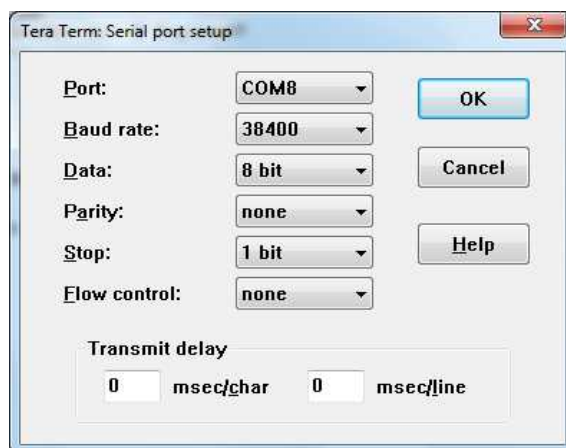 Tera Term: Serial port setup
Port: COM8 OK
Baud rate: 38400
Data: 8 bit Cancel
Parity: none
Stop: 1 bit Help
Flow control: none
Transmit delay
0 msec/char 0 msec/line